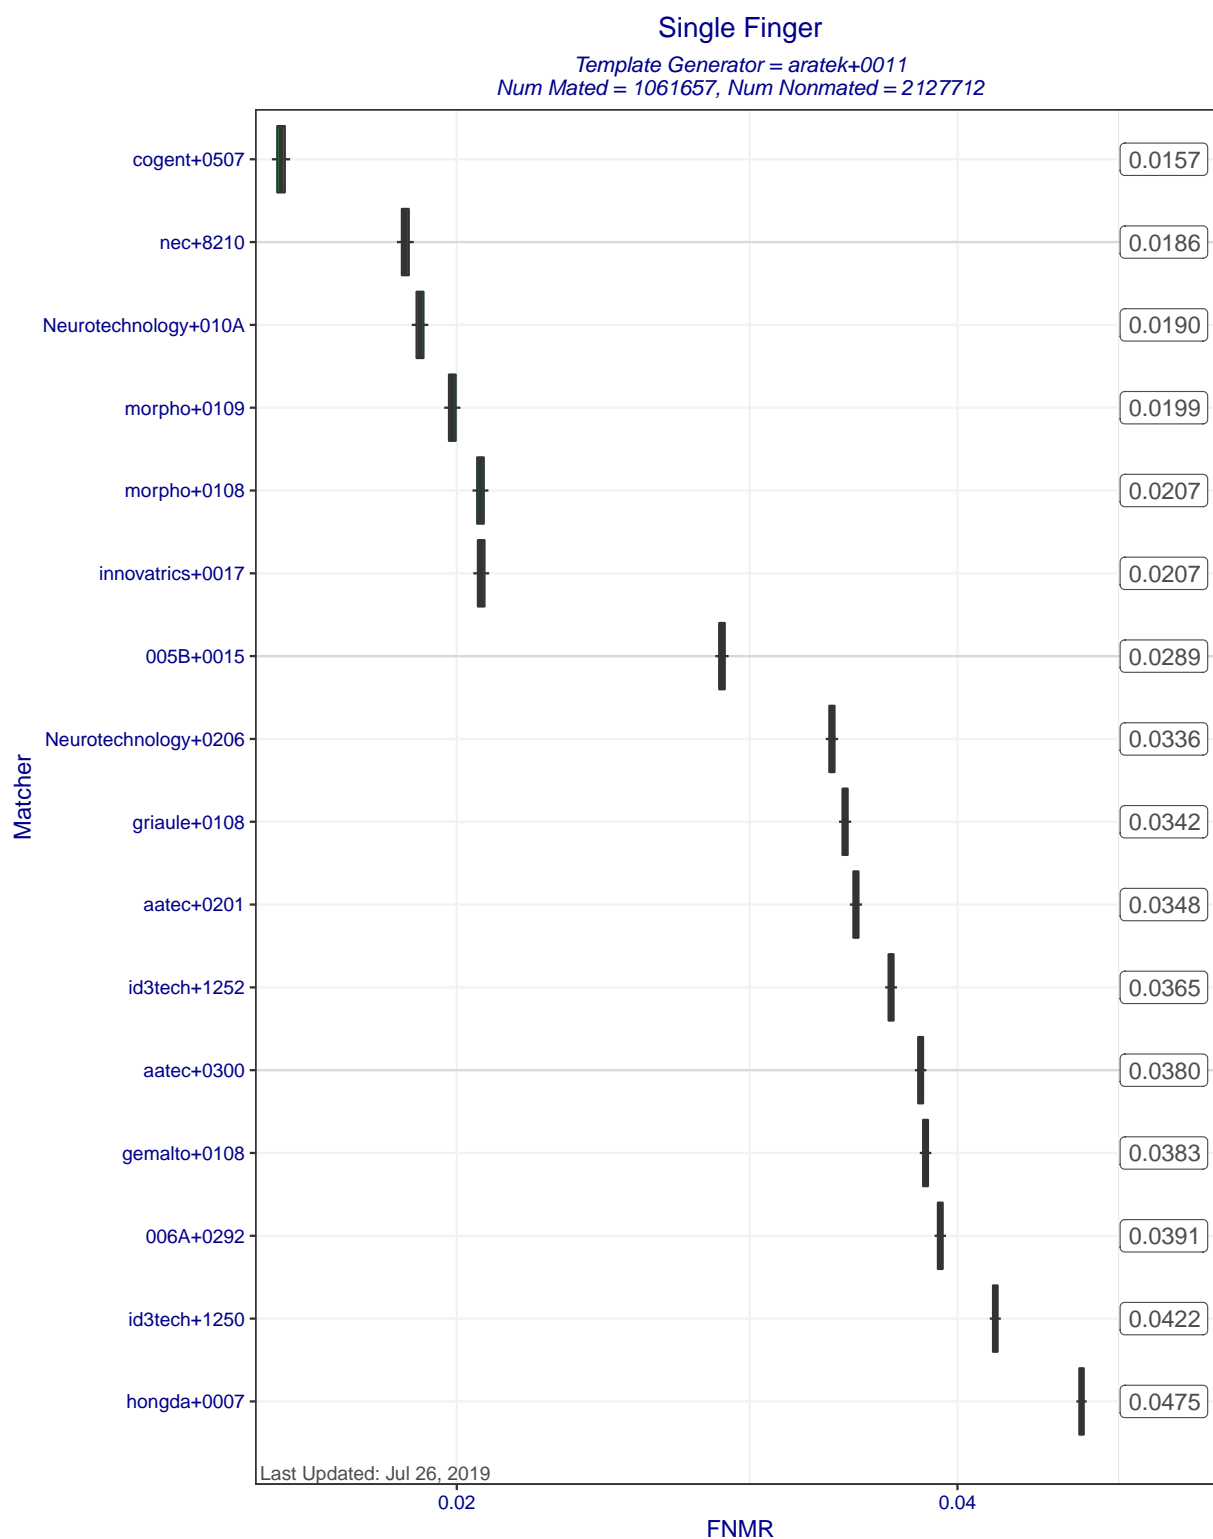 Single Finger
Template Generator = aratek+0011
Num Mated = 1061657, Num Nonmated = 2127712
cogent+0507 0.0157
nec+8210 0.0186
Neurotechnology+010A 0.0190
morpho+0109 0.0199
morpho+0108 0.0207
innovatrics+0017 0.0207
005B+0015 0.0289
Neurotechnology+0206 0.0336
griaule+0108 0.0342
aatec+0201 0.0348
id3tech+1252 0.0365
aatec+0300 0.0380
gemalto+0108 0.0383
006A+0292 0.0391
id3tech+1250 0.0422
hongda+0007 0.0475
Matcher
Last Updated: Jul 26, 2019
0.02 0.04
FNMR